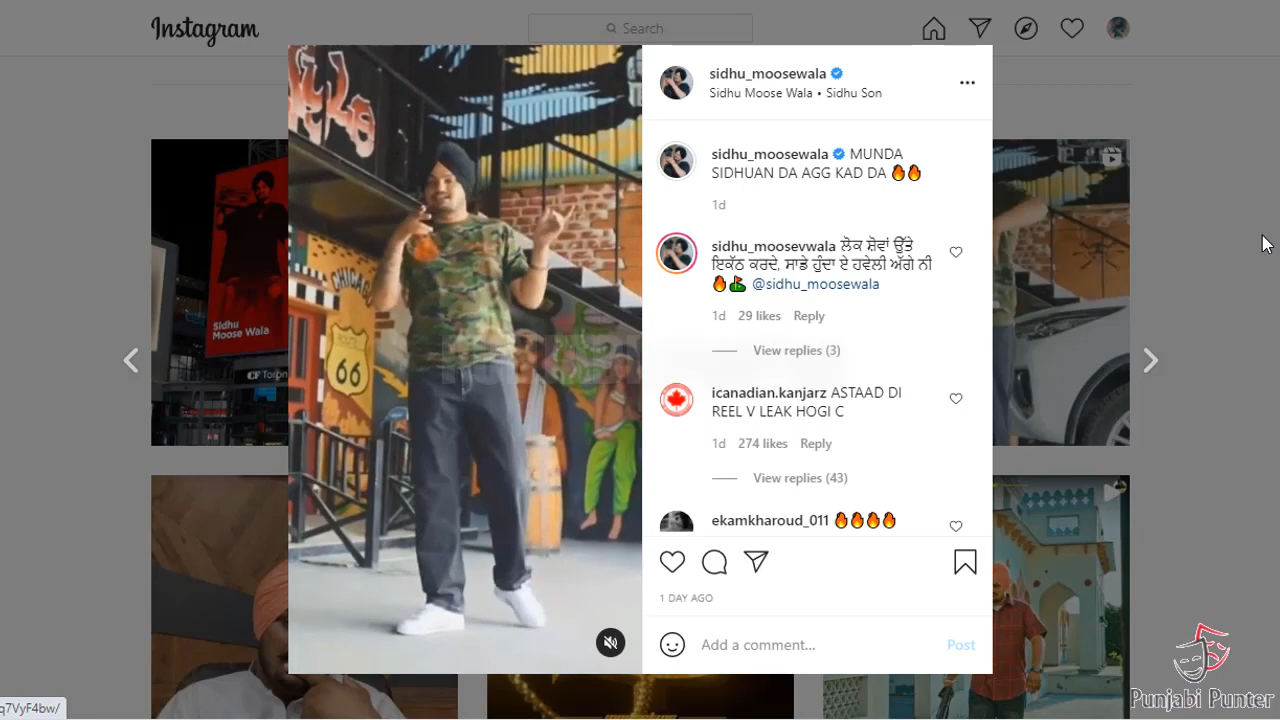 Instagram
Search
sidhu_moosewala
Sidhu Moose Wala • Sidhu Son
sidhu_moosewala MUNDA
SIDHUAN DA AGG KAD DA 🔥🔥
1d
sidhu_moosevwala ਲੋਕ ਸ਼ੋਵਾਂ ਉੱਤੇ
ਇਕੱਠ ਕਰਦੇ, ਸਾਡੇ ਹੁੰਦਾ ਏ ਹਵੇਲੀ ਅੱਗੇ ਨੀ
🔥⛳ @sidhu_moosewala
1d 29 likes Reply
View replies (3)
icanadian.kanjarz ASTAAD DI
REEL V LEAK HOGI C
1d 274 likes Reply
View replies (43)
ekamkharoud_011 🔥🔥🔥🔥
1 DAY AGO
Add a comment... Post
CHICAGO
ROUTE
66
Sidhu
Moose Wala
CF Toron
q7VyF4bw/
Punjabi Punter